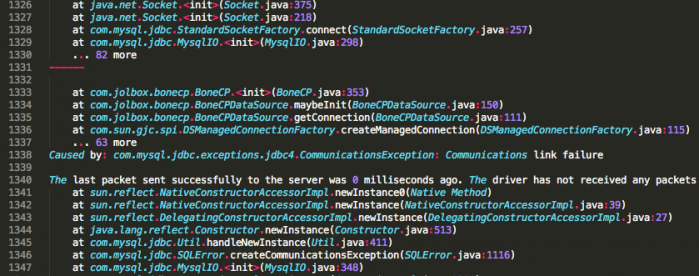 1326 at java.net.Socket.<init>(Socket.java:375)
1327 at java.net.Socket.<init>(Socket.java:218)
1328 at com.mysql.jdbc.StandardSocketFactory.connect(StandardSocketFactory.java:257)
1329 at com.mysql.jdbc.MysqlIO.<init>(MysqlIO.java:298)
1330 ... 82 more
1331 ------
1332
1333 at com.jolbox.bonecp.BoneCP.<init>(BoneCP.java:353)
1334 at com.jolbox.bonecp.BoneCPDataSource.maybeInit(BoneCPDataSource.java:150)
1335 at com.jolbox.bonecp.BoneCPDataSource.getConnection(BoneCPDataSource.java:111)
1336 at com.sun.gjc.spi.DSManagedConnectionFactory.createManagedConnection(DSManagedConnectionFactory.java:115)
1337 ... 63 more
1338 Caused by: com.mysql.jdbc.exceptions.jdbc4.CommunicationsException: Communications link failure
1339
1340 The last packet sent successfully to the server was 0 milliseconds ago. The driver has not received any packets
1341 at sun.reflect.NativeConstructorAccessorImpl.newInstance0(Native Method)
1342 at sun.reflect.NativeConstructorAccessorImpl.newInstance(NativeConstructorAccessorImpl.java:39)
1343 at sun.reflect.DelegatingConstructorAccessorImpl.newInstance(DelegatingConstructorAccessorImpl.java:27)
1344 at java.lang.reflect.Constructor.newInstance(Constructor.java:513)
1345 at com.mysql.jdbc.Util.handleNewInstance(Util.java:411)
1346 at com.mysql.jdbc.SQLError.createCommunicationsException(SQLError.java:1116)
1347 at com.mysql.jdbc.MysqlIO.<init>(MysqlIO.java:348)